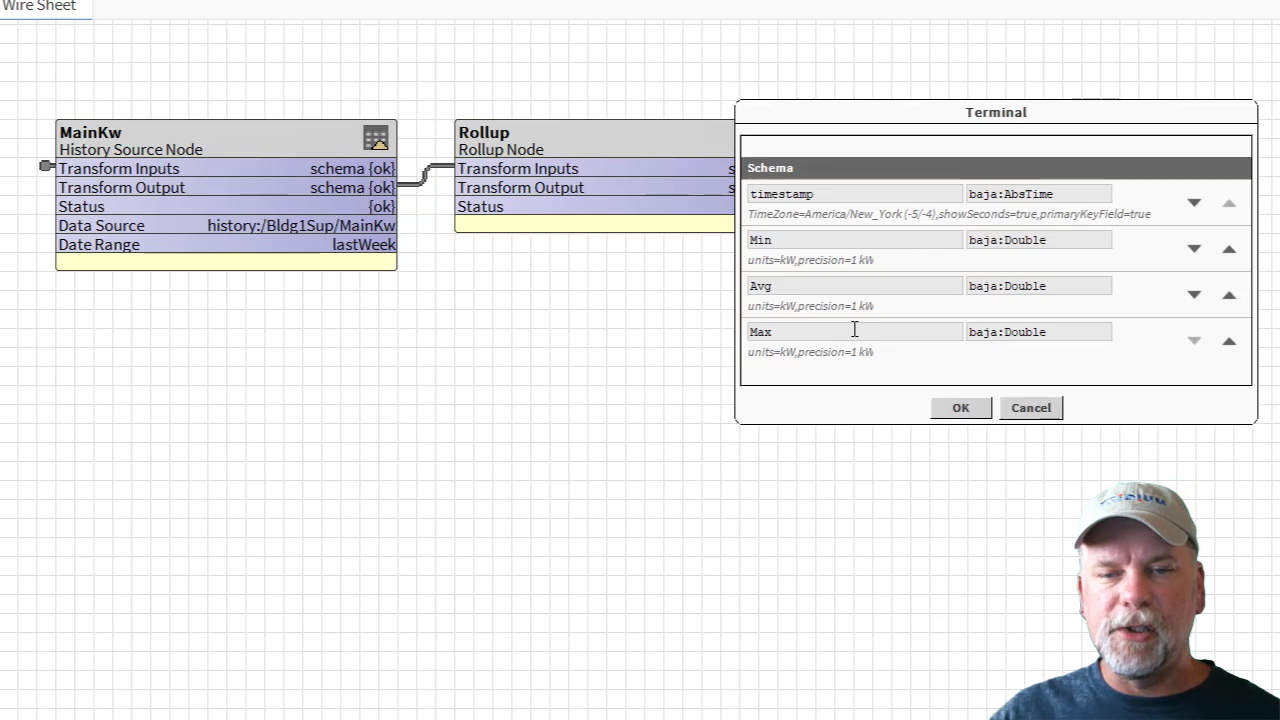 Wire Sheet
MainKw
History Source Node
Transform Inputs schema {ok}
Transform Output schema {ok}
Status {ok}
Data Source history:/Bldg1Sup/MainKw
Date Range lastWeek
Rollup
Rollup Node
Transform Inputs s
Transform Output s
Status
Terminal
Schema
timestamp baja:AbsTime
TimeZone=America/New_York (-5/-4),showSeconds=true,primaryKeyField=true
Min baja:Double
units=kW,precision=1 kW
Avg baja:Double
units=kW,precision=1 kW
Max baja:Double
units=kW,precision=1 kW
OK Cancel